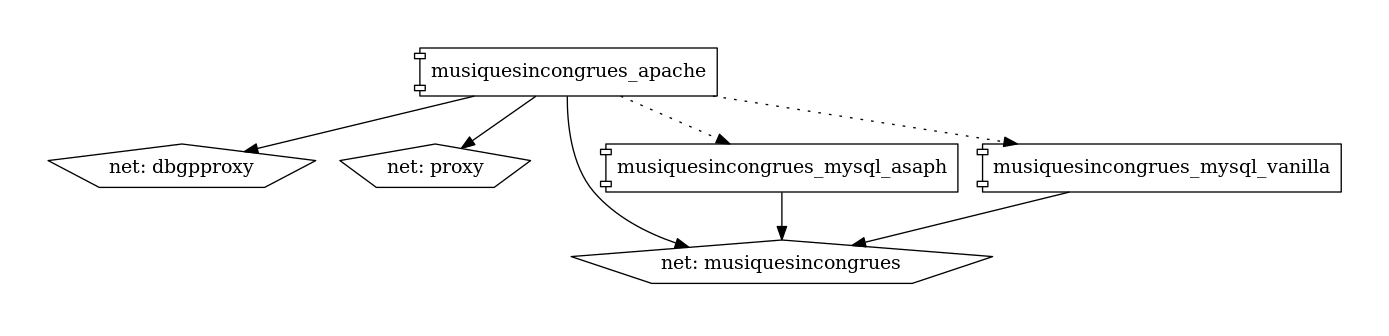 musiquesincongrues_apache
net: dbgpproxy
net: proxy
musiquesincongrues_mysql_asaph
musiquesincongrues_mysql_vanilla
net: musiquesincongrues